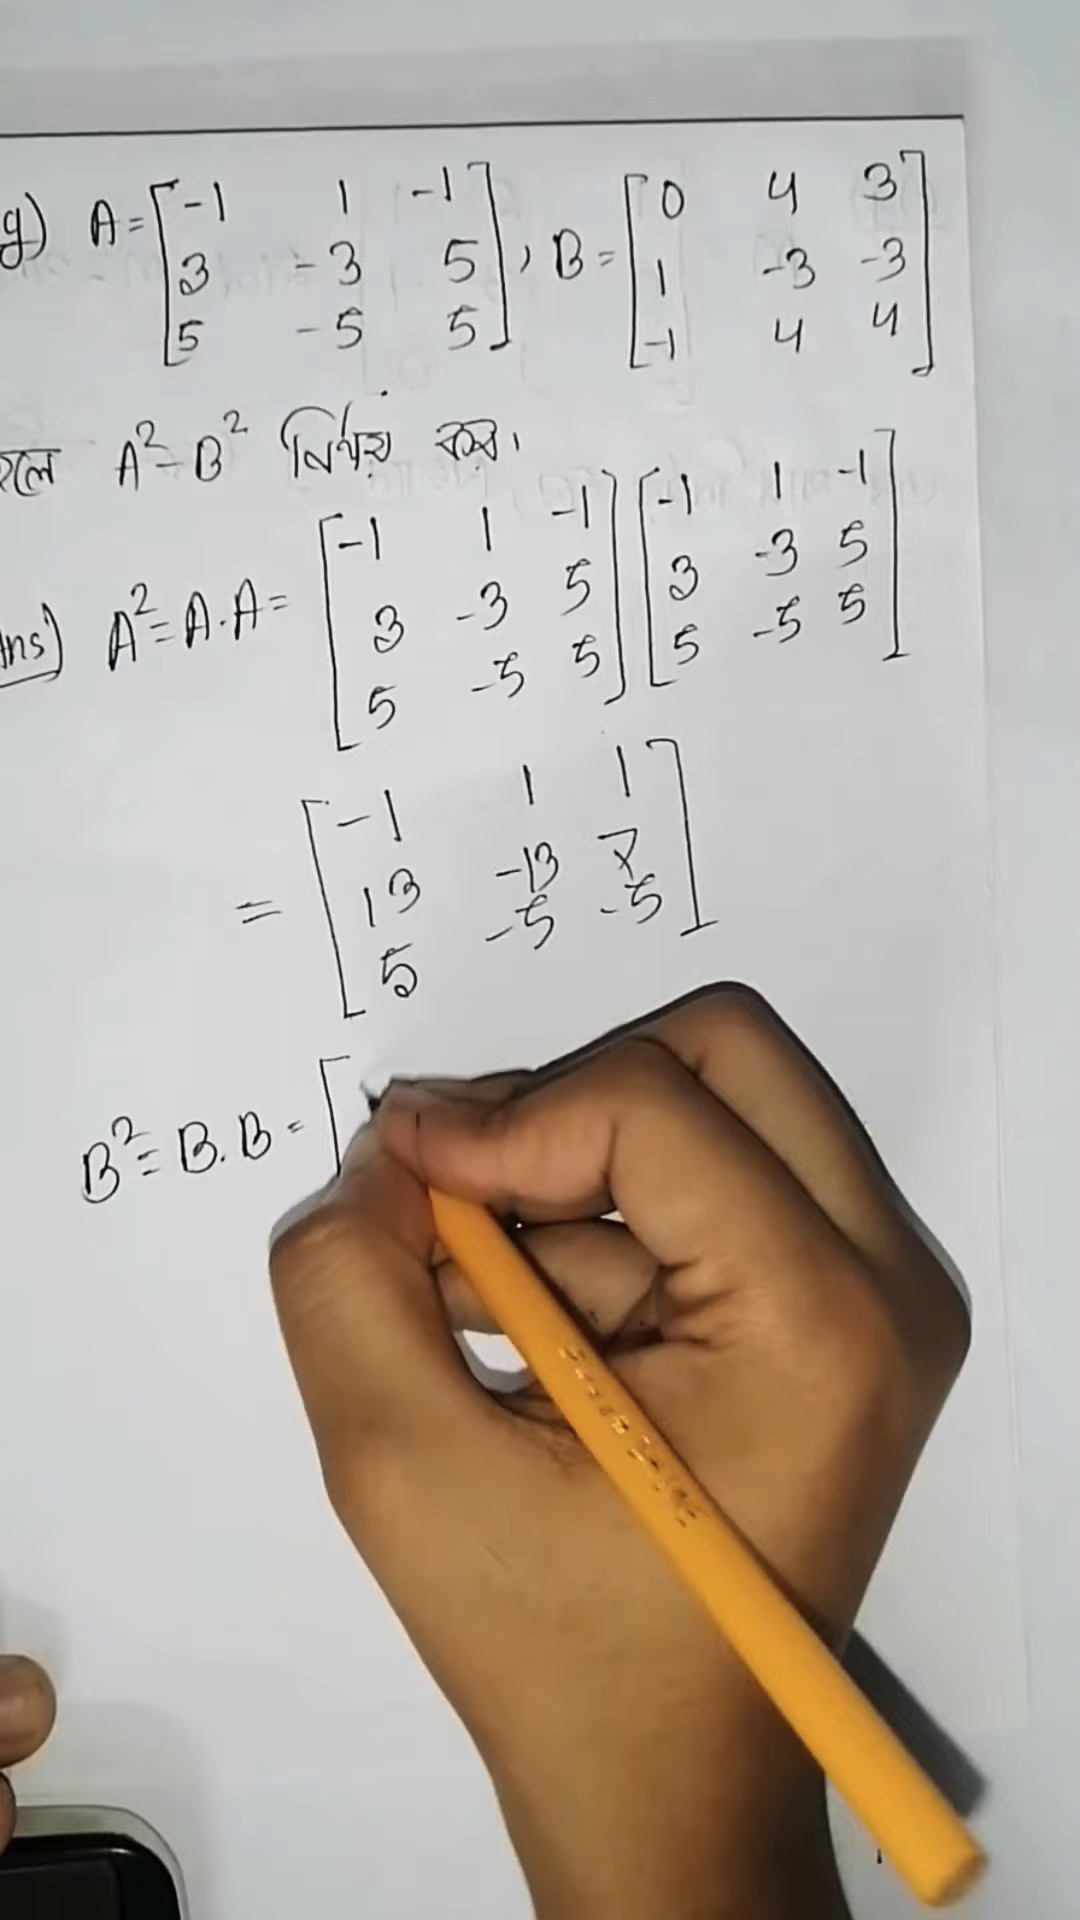 g) A = [ -1 1 -1 ] , B = [ 0 4 3 ]
3 -3 5 1 -3 -3
5 -5 5 -1 4 4
হলে A² - B² নির্ণয় কর।
Ans) A² = A.A = [ -1 1 -1 ] [ -1 1 -1 ]
3 -3 5 3 -3 5
5 -5 5 5 -5 5
= [ -1 1 1 ]
13 -13 7
5 -5 -5
B² = B.B = [